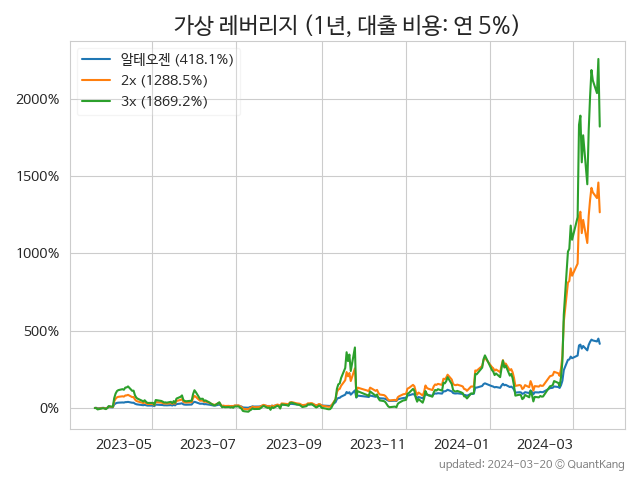 가상 레버리지 (1년, 대출 비용: 연 5%)
알테오젠 (418.1%)
2x (1288.5%)
3x (1869.2%)
2000%
1500%
1000%
500%
0%
2023-05 2023-07 2023-09 2023-11 2024-01 2024-03
updated: 2024-03-20 © QuantKang